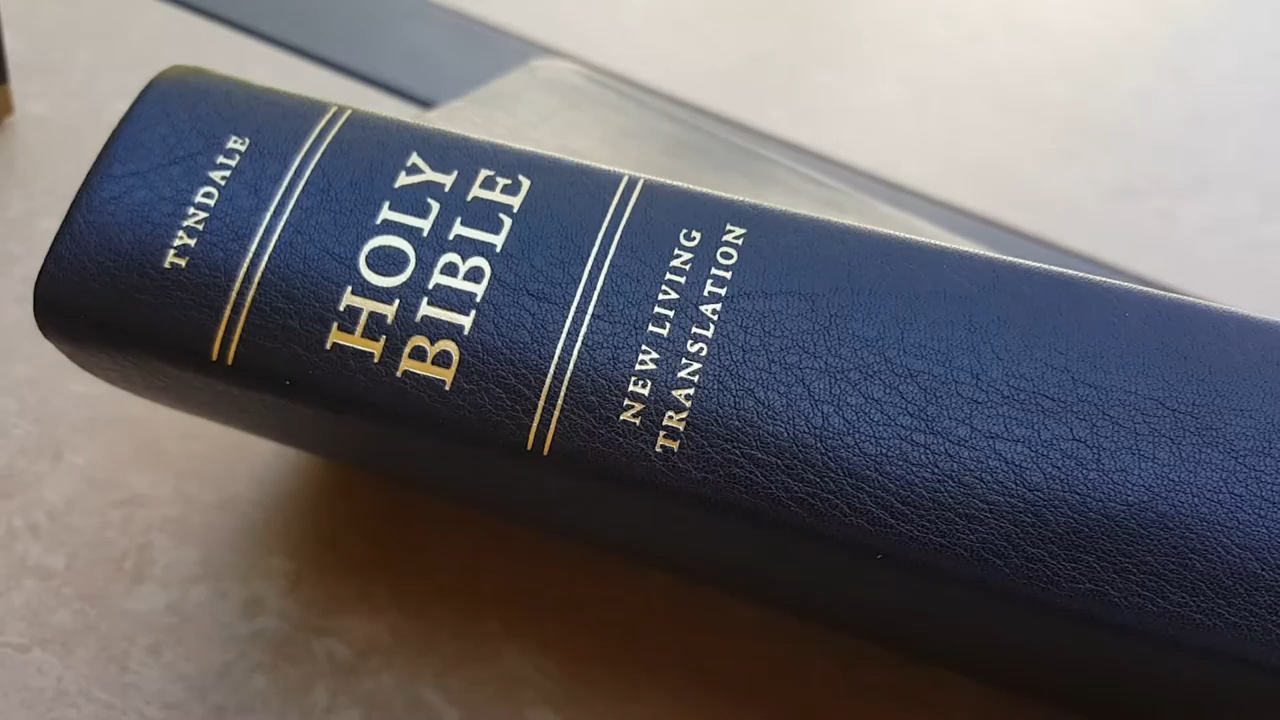 TYNDALE
HOLY
BIBLE
NEW LIVING
TRANSLATION